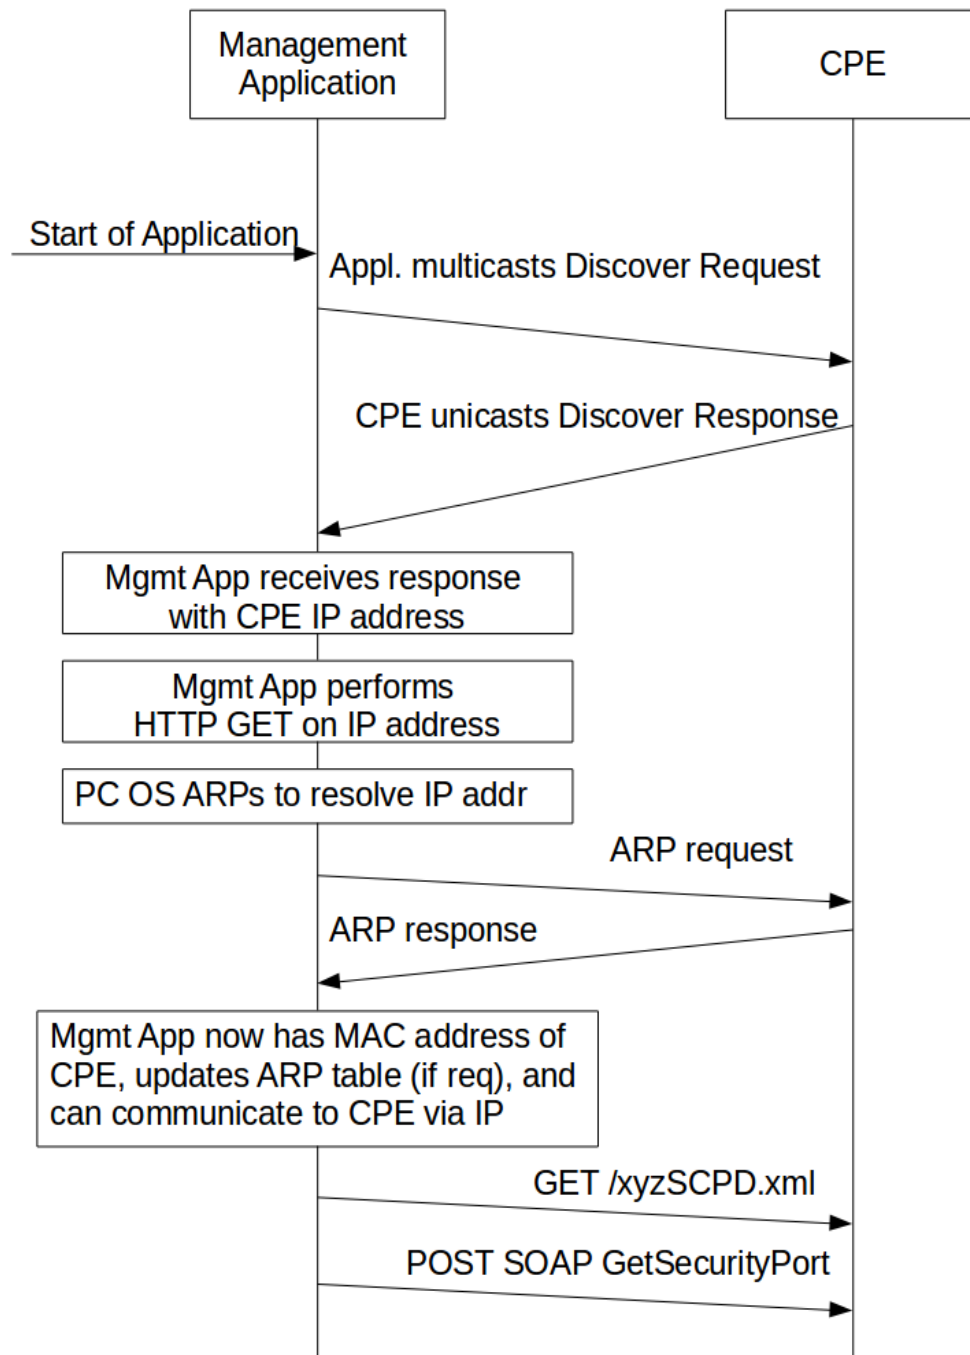 Management
Application
CPE
Start of Application
Appl. multicasts Discover Request
CPE unicasts Discover Response
Mgmt App receives response
with CPE IP address
Mgmt App performs
HTTP GET on IP address
PC OS ARPs to resolve IP addr
ARP request
ARP response
Mgmt App now has MAC address of
CPE, updates ARP table (if req), and
can communicate to CPE via IP
GET /xyzSCPD.xml
POST SOAP GetSecurityPort